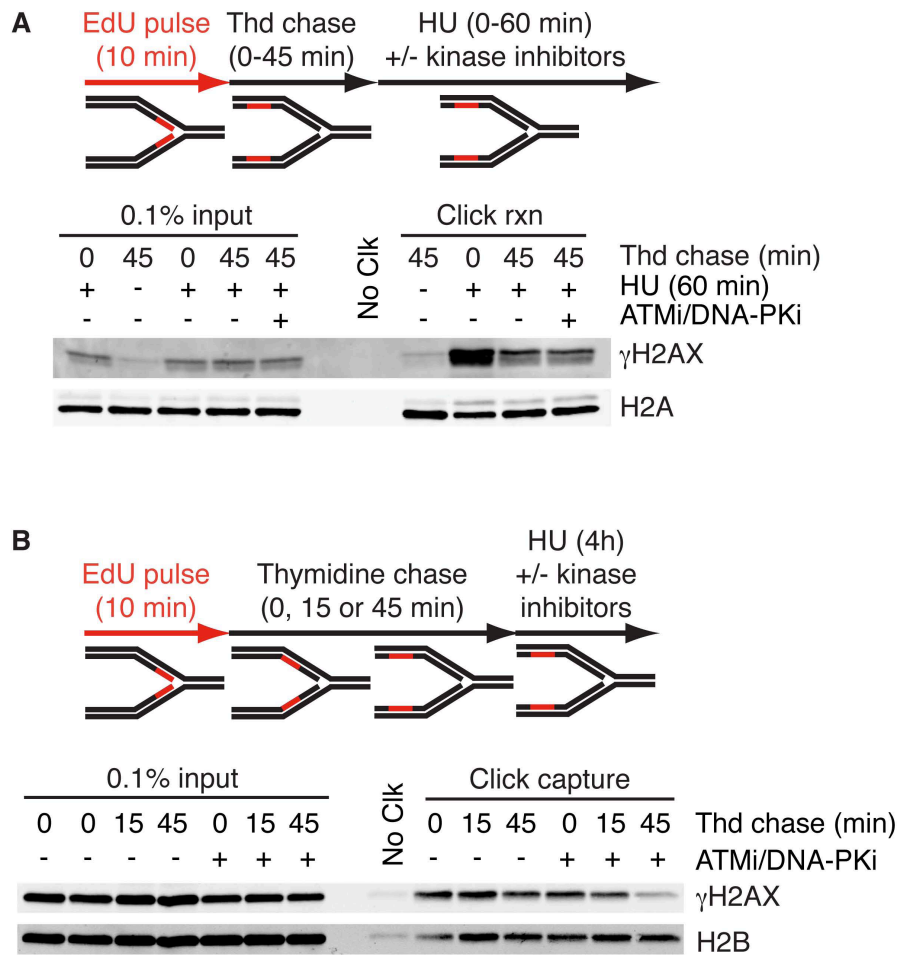 A
EdU pulse
(10 min)
Thd chase
(0-45 min)
HU (0-60 min)
+/- kinase inhibitors
0.1% input
No Clk
Click rxn
0 45 0 45 45 45 0 45 45 Thd chase (min)
+ - + + + - + + + HU (60 min)
- - - - + - - - + ATMi/DNA-PKi
γH2AX
H2A
B
EdU pulse
(10 min)
Thymidine chase
(0, 15 or 45 min)
HU (4h)
+/- kinase
inhibitors
0.1% input
No Clk
Click capture
0 0 15 45 0 15 45 0 15 45 0 15 45 Thd chase (min)
- - - - + + + - - - + + + ATMi/DNA-PKi
γH2AX
H2B